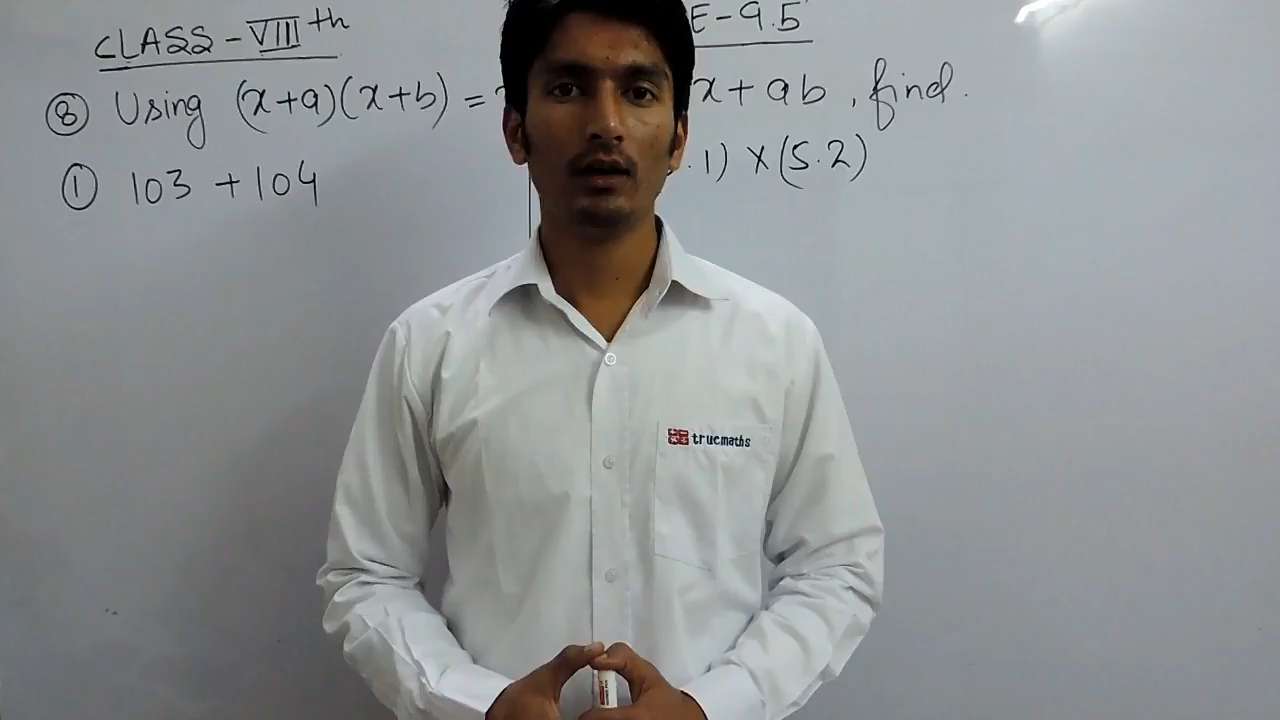 CLASS - VIII th E-9.5
⑧ Using (x+a)(x+b) = x + ab, find.
① 103 + 104 .1) × (5.2)
truemaths